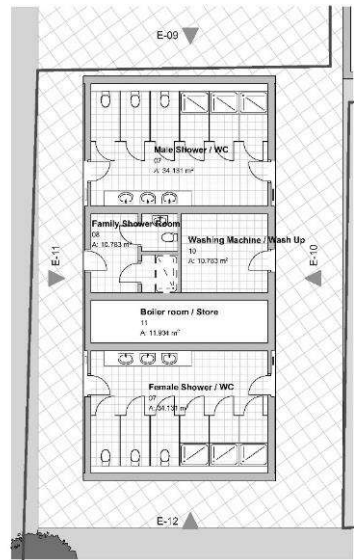 E-09
Male Shower / WC
07
A: 34.131 m²
Family Shower Room
08
A: 10.783 m²
Washing Machine / Wash Up
10
A: 10.783 m²
E-11
E-10
Boiler room / Store
11
A: 11.934 m²
Female Shower / WC
07
A: 34.131 m²
E-12